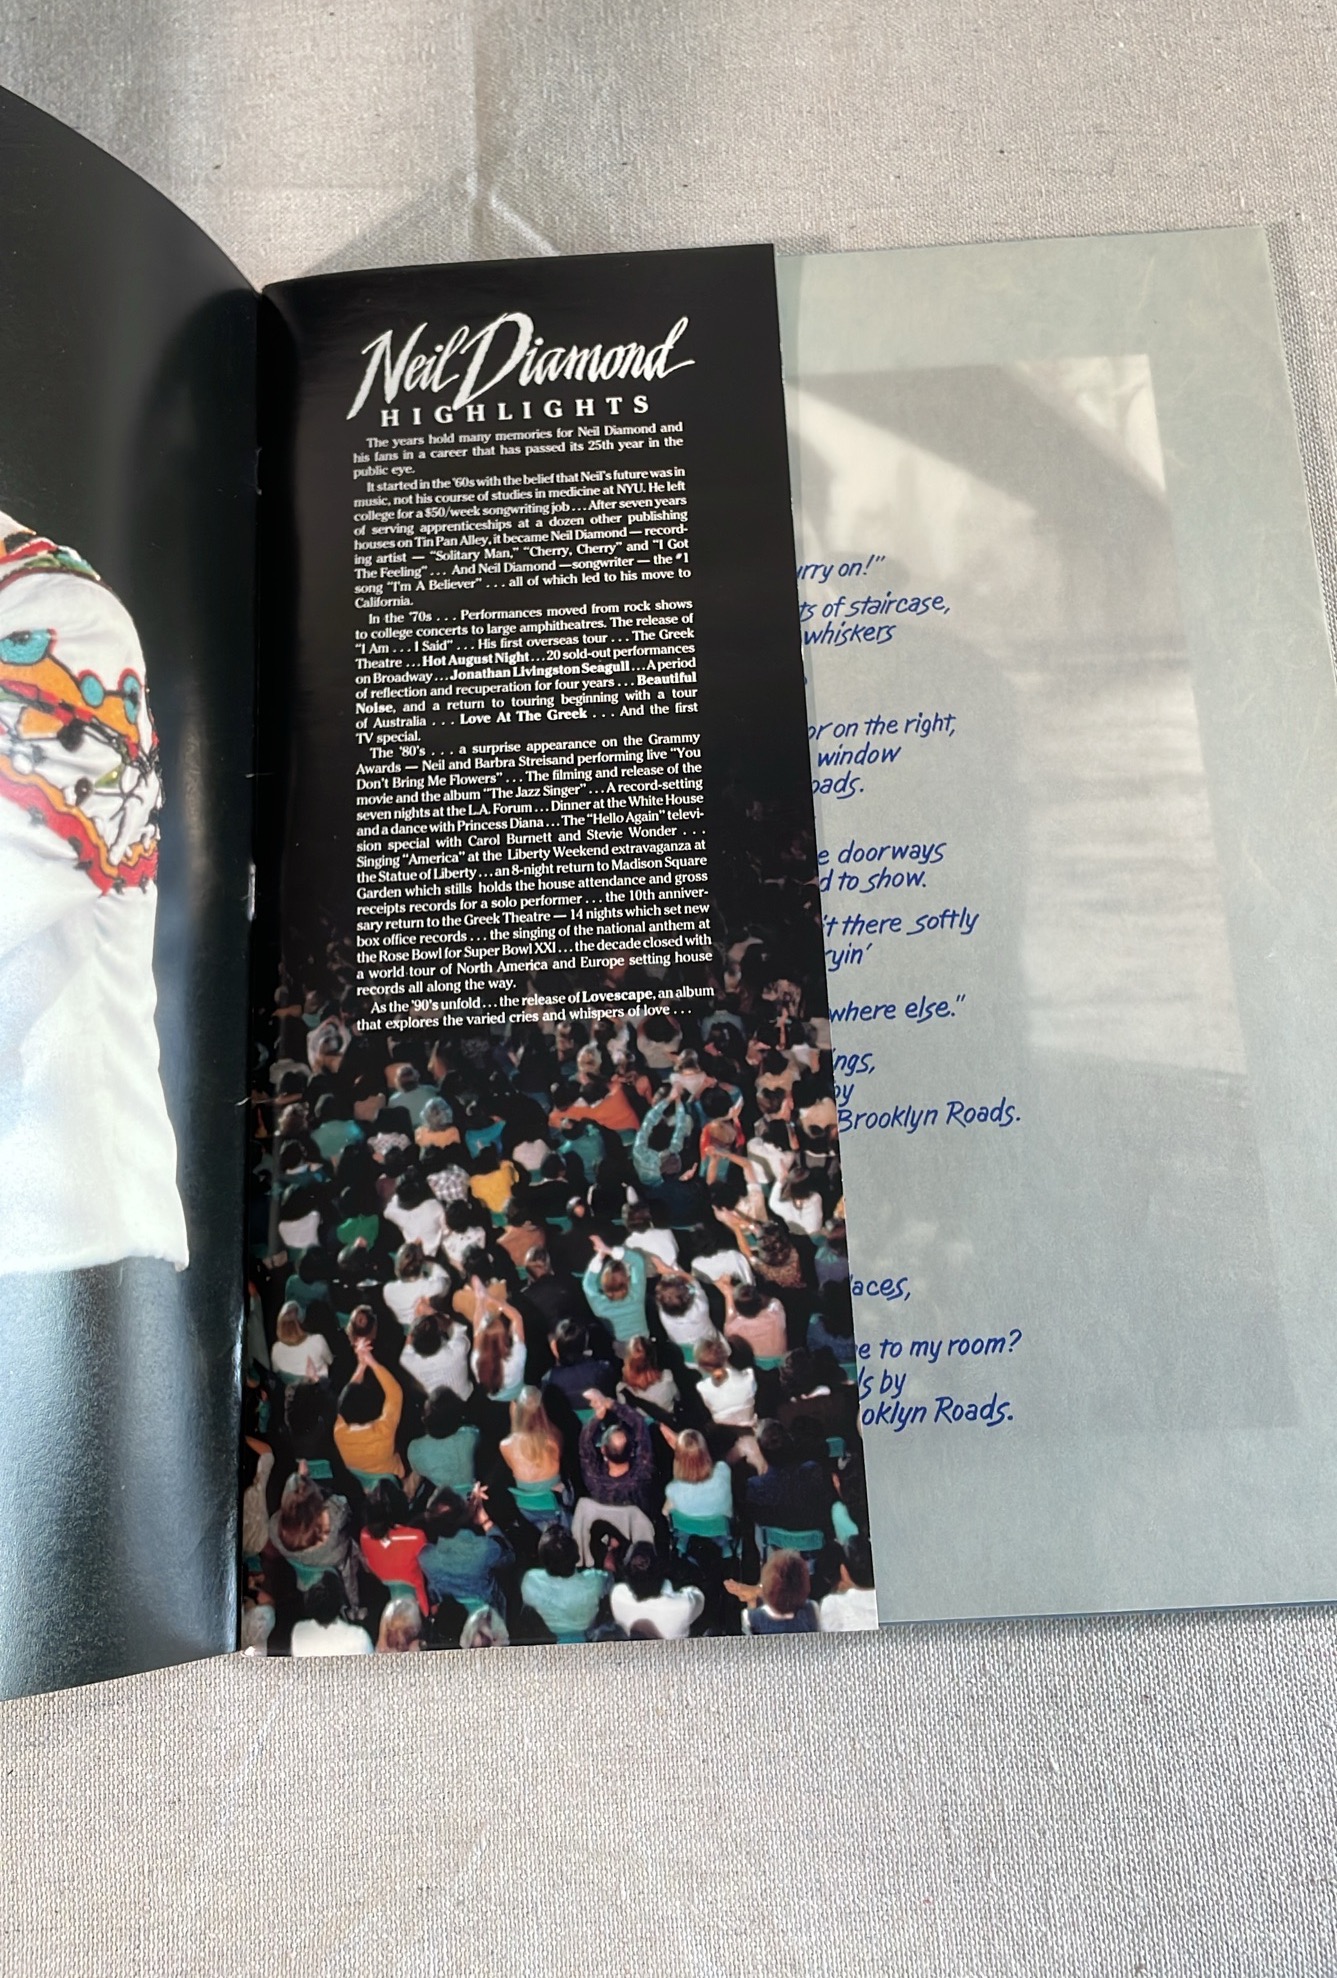 Neil Diamond
HIGHLIGHTS
The years hold many memories for Neil Diamond and
his fans in a career that has passed its 25th year in the
public eye.
It started in the '60s with the belief that Neil's future was in
music, not his course of studies in medicine at NYU. He left
college for a $50/week songwriting job . . . After seven years
of serving apprenticeships at a dozen other publishing
houses on Tin Pan Alley, it became Neil Diamond — record-
ing artist — "Solitary Man," "Cherry, Cherry" and "I Got
The Feeling" . . . And Neil Diamond — songwriter — the #1
song "I'm A Believer" . . . all of which led to his move to
California.
In the '70s . . . Performances moved from rock shows
to college concerts to large amphitheatres. The release of
"I Am . . . I Said" . . . His first overseas tour . . . The Greek
Theatre . . . Hot August Night . . . 20 sold-out performances
on Broadway . . . Jonathan Livingston Seagull . . . A period
of reflection and recuperation for four years . . . Beautiful
Noise, and a return to touring beginning with a tour
of Australia . . . Love At The Greek . . . And the first
TV special.
The '80's . . . a surprise appearance on the Grammy
Awards — Neil and Barbra Streisand performing live "You
Don't Bring Me Flowers" . . . The filming and release of the
movie and the album "The Jazz Singer" . . . A record-setting
seven nights at the L.A. Forum . . . Dinner at the White House
and a dance with Princess Diana . . . The "Hello Again" televi-
sion special with Carol Burnett and Stevie Wonder . . .
Singing "America" at the Liberty Weekend extravaganza at
the Statue of Liberty . . . an 8-night return to Madison Square
Garden which stills holds the house attendance and gross
receipts records for a solo performer . . . the 10th anniver-
sary return to the Greek Theatre — 14 nights which set new
box office records . . . the singing of the national anthem at
the Rose Bowl for Super Bowl XXI . . . the decade closed with
a world tour of North America and Europe setting house
records all along the way.
As the '90's unfold . . . the release of Lovescape, an album
that explores the varied cries and whispers of love . . .
rry on!"
ts of staircase,
whiskers
or on the right,
window
oads.
e doorways
d to show.
't there softly
ryin'
where else."
ngs,
by
Brooklyn Roads.
aces,
e to my room?
ls by
oklyn Roads.